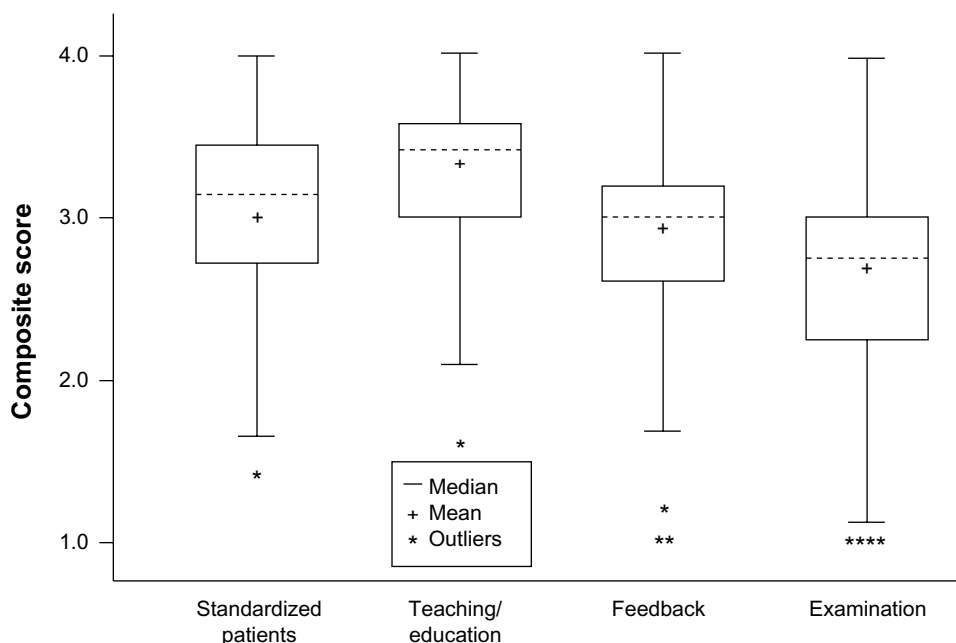 Composite score
4.0
3.0
2.0
1.0
*
*
*
**
****
— Median
+ Mean
* Outliers
Standardized
patients
Teaching/
education
Feedback
Examination